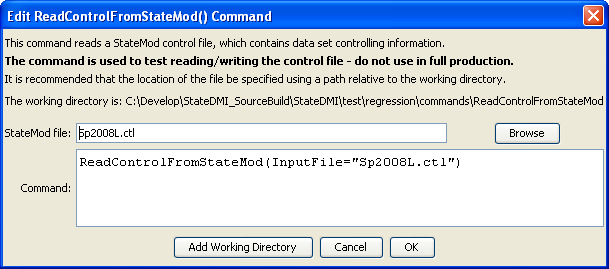 Edit ReadControlFromStateMod() Command
This command reads a StateMod control file, which contains data set controlling information.
The command is used to test reading/writing the control file - do not use in full production.
It is recommended that the location of the file be specified using a path relative to the working directory.
The working directory is: C:\Develop\StateDMI_SourceBuild\StateDMI\test\regression\commands\ReadControlFromStateMod
StateMod file: Sp2008L.ctl Browse
Command: ReadControlFromStateMod(InputFile="Sp2008L.ctl")
Add Working Directory Cancel OK